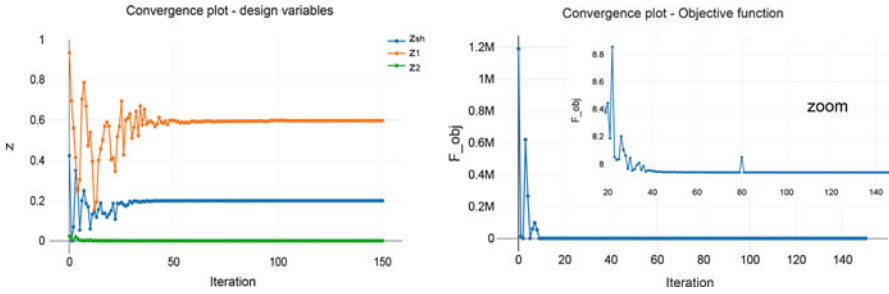 Convergence plot - design variables
Zsh
Z1
Z2
1
0.8
0.6
0.4
0.2
0
z
0
50
100
150
Iteration
Convergence plot - Objective function
1.2M
1M
0.8M
0.6M
0.4M
0.2M
0
F_obj
0
20
40
60
80
100
120
140
Iteration
zoom
8.8
8.6
8.4
8.2
8
F_obj
20
40
60
80
100
120
140